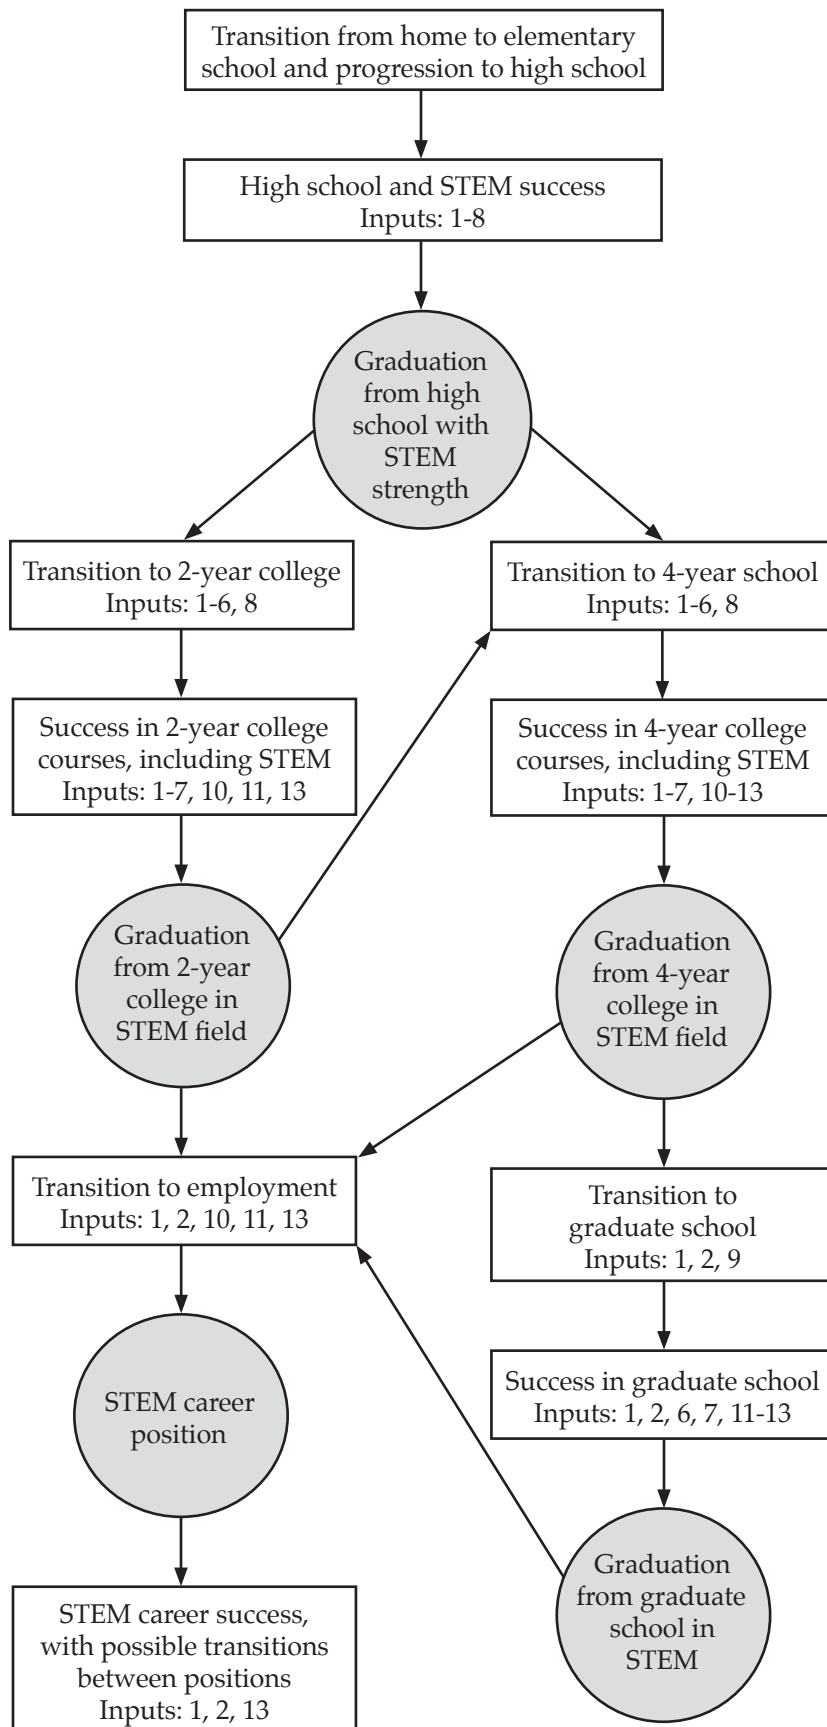 Transition from home to elementary
school and progression to high school
High school and STEM success
Inputs: 1-8
Graduation
from high
school with
STEM
strength
Transition to 2-year college
Inputs: 1-6, 8
Transition to 4-year school
Inputs: 1-6, 8
Success in 2-year college
courses, including STEM
Inputs: 1-7, 10, 11, 13
Success in 4-year college
courses, including STEM
Inputs: 1-7, 10-13
Graduation
from 2-year
college in
STEM field
Graduation
from 4-year
college in
STEM field
Transition to employment
Inputs: 1, 2, 10, 11, 13
Transition to
graduate school
Inputs: 1, 2, 9
STEM career
position
Success in graduate school
Inputs: 1, 2, 6, 7, 11-13
Graduation
from graduate
school in
STEM
STEM career success,
with possible transitions
between positions
Inputs: 1, 2, 13